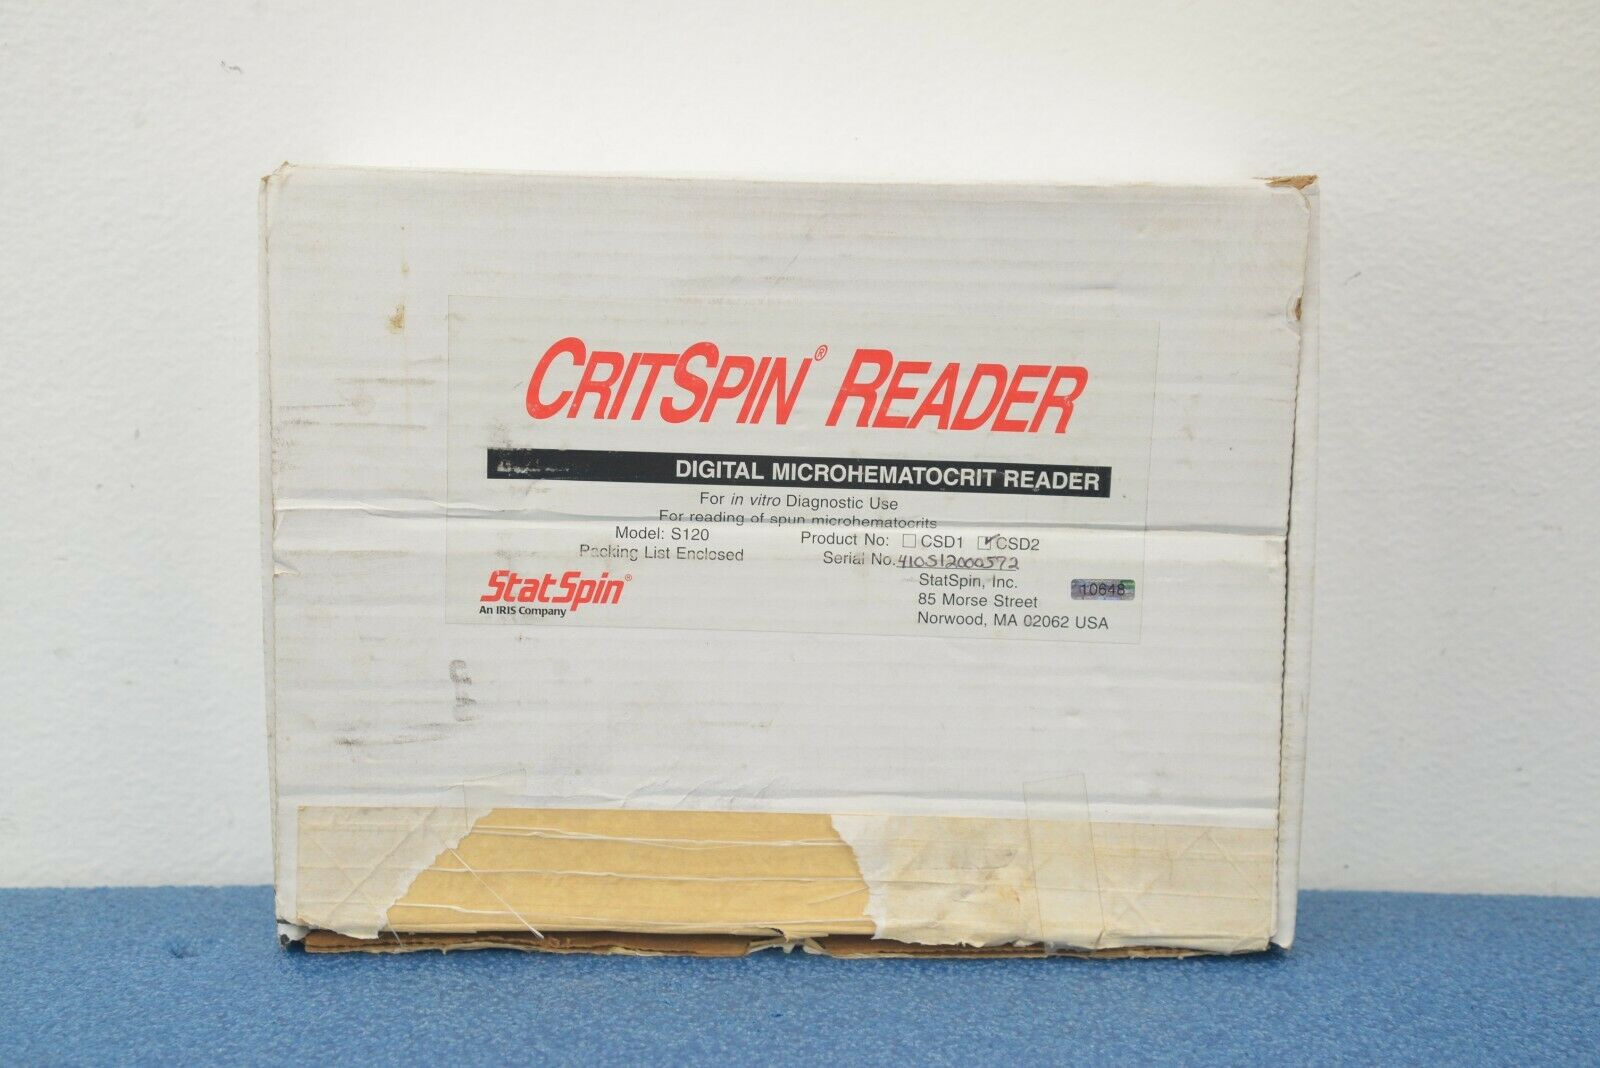 CRITSPIN® READER
DIGITAL MICROHEMATOCRIT READER
For in vitro Diagnostic Use
For reading of spun microhematocrits
Model: S120 Product No: CSD1 CSD2
Packing List Enclosed Serial No. 410S12000572
StatSpin®
An IRIS Company
StatSpin, Inc.
85 Morse Street
Norwood, MA 02062 USA
10648